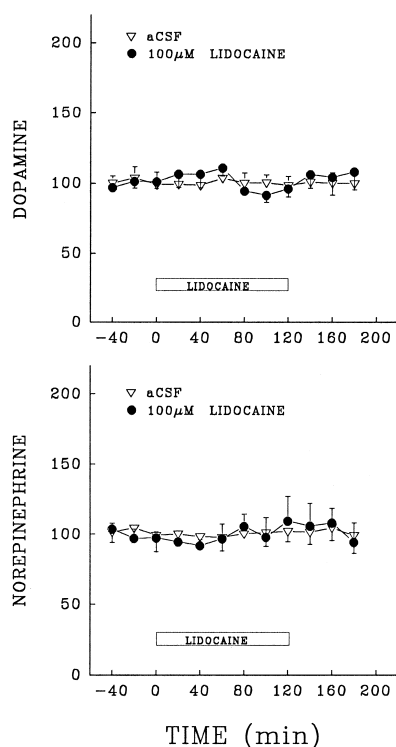 200
150
100
50
0
DOPAMINE
aCSF
100µM LIDOCAINE
LIDOCAINE
-40 0 40 80 120 160 200
200
150
100
50
0
NOREPINEPHRINE
aCSF
100µM LIDOCAINE
LIDOCAINE
-40 0 40 80 120 160 200
TIME (min)